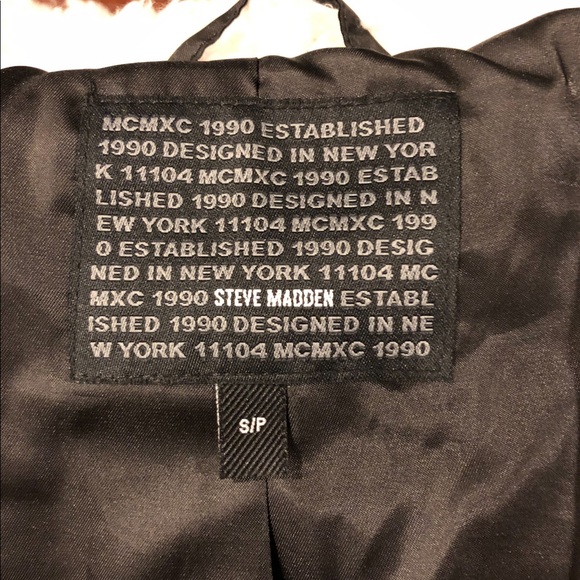 MCMXC 1990 ESTABLISHED
1990 DESIGNED IN NEW YOR
K 11104 MCMXC 1990 ESTAB
LISHED 1990 DESIGNED IN N
EW YORK 11104 MCMXC 199
0 ESTABLISHED 1990 DESIG
NED IN NEW YORK 11104 MC
MXC 1990 STEVE MADDEN ESTABL
ISHED 1990 DESIGNED IN NE
W YORK 11104 MCMXC 1990
S/P